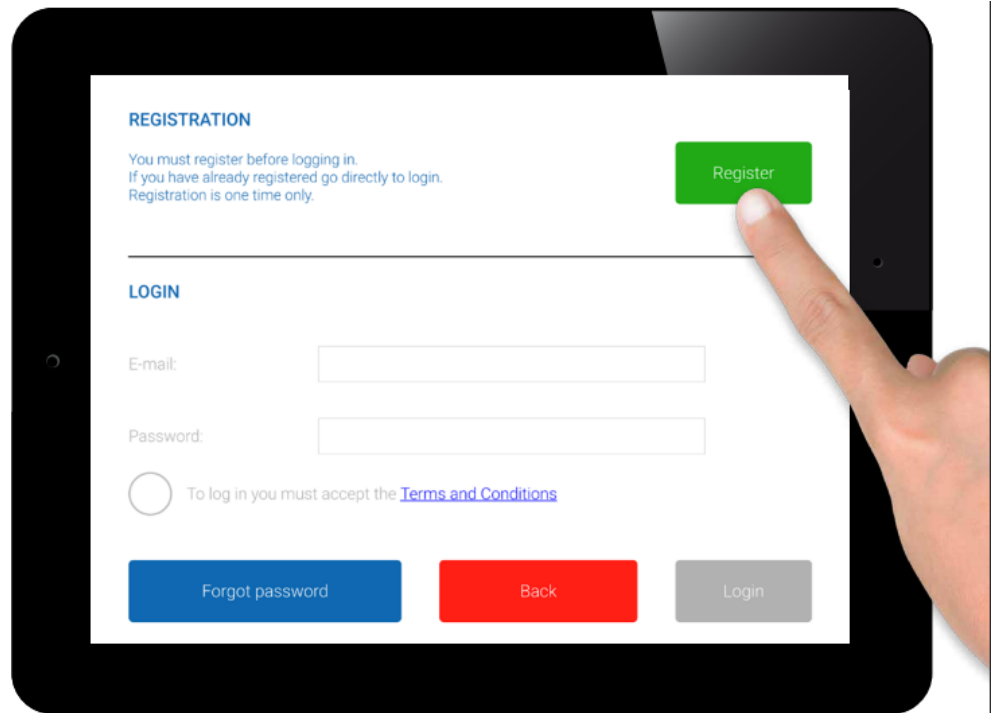 REGISTRATION
You must register before logging in.
If you have already registered go directly to login.
Registration is one time only.
Register
LOGIN
E-mail:
Password:
To log in you must accept the Terms and Conditions
Forgot password
Back
Login